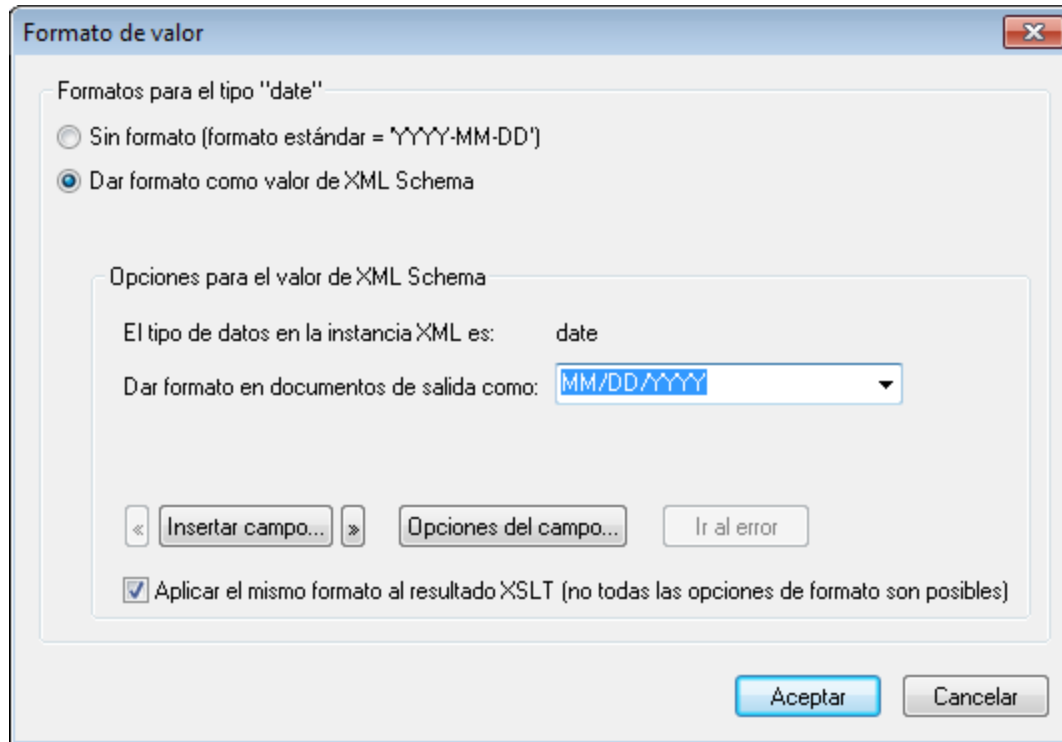 Formato de valor
Formatos para el tipo "date"
Sin formato (formato estándar = 'YYYY-MM-DD')
Dar formato como valor de XML Schema
Opciones para el valor de XML Schema
El tipo de datos en la instancia XML es: date
Dar formato en documentos de salida como: MM/DD/YYYY
« Insertar campo... » Opciones del campo... Ir al error
Aplicar el mismo formato al resultado XSLT (no todas las opciones de formato son posibles)
Aceptar Cancelar